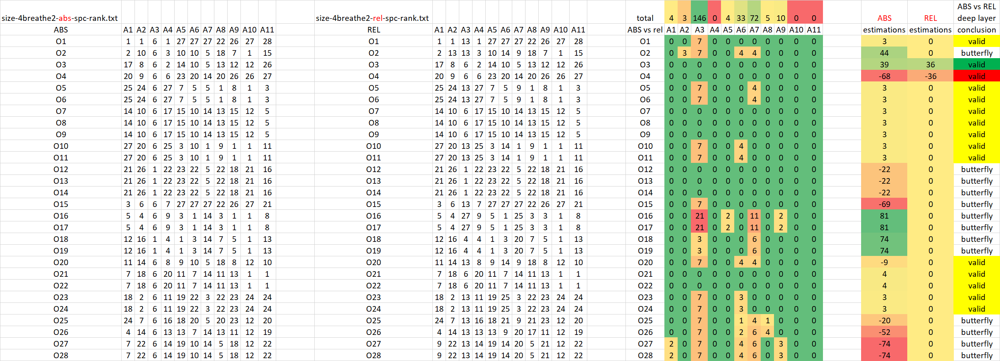 ABS vs REL
size-4breathe2-abs-spc-rank.txt size-4breathe2-rel-spc-rank.txt total 4 3 146 0 4 33 72 5 10 0 0 ABS REL deep layer
ABS A1 A2 A3 A4 A5 A6 A7 A8 A9 A10 A11 REL A1 A2 A3 A4 A5 A6 A7 A8 A9 A10 A11 ABS vs rel A1 A2 A3 A4 A5 A6 A7 A8 A9 A10 A11 estimations estimations conclusion
O1 1 1 6 1 27 27 27 22 26 27 28 O1 1 1 13 1 27 27 27 22 26 27 28 O1 0 0 7 0 0 0 0 0 0 0 0 3 0 valid
O2 2 10 6 3 10 10 5 18 7 1 15 O2 2 13 13 3 10 14 9 18 7 1 15 O2 0 3 7 0 0 4 4 0 0 0 0 44 0 butterfly
O3 17 8 6 2 14 10 5 13 12 12 26 O3 17 8 6 2 14 10 5 13 12 12 26 O3 0 0 0 0 0 0 0 0 0 0 0 39 36 valid
O4 20 9 6 6 23 20 14 20 26 26 27 O4 20 9 6 6 23 20 14 20 26 26 27 O4 0 0 0 0 0 0 0 0 0 0 0 -68 -36 valid
O5 25 24 6 27 7 5 5 1 8 1 3 O5 25 24 13 27 7 5 9 1 8 1 3 O5 0 0 7 0 0 0 4 0 0 0 0 3 0 valid
O6 25 24 6 27 7 5 5 1 8 1 3 O6 25 24 13 27 7 5 9 1 8 1 3 O6 0 0 7 0 0 0 4 0 0 0 0 3 0 valid
O7 14 10 6 17 15 10 14 13 15 12 5 O7 14 10 6 17 15 10 14 13 15 12 5 O7 0 0 0 0 0 0 0 0 0 0 0 3 0 valid
O8 14 10 6 17 15 10 14 13 15 12 5 O8 14 10 6 17 15 10 14 13 15 12 5 O8 0 0 0 0 0 0 0 0 0 0 0 3 0 valid
O9 14 10 6 17 15 10 14 13 15 12 5 O9 14 10 6 17 15 10 14 13 15 12 5 O9 0 0 0 0 0 0 0 0 0 0 0 3 0 valid
O10 27 20 6 25 3 10 1 9 1 1 11 O10 27 20 13 25 3 14 1 9 1 1 11 O10 0 0 7 0 0 4 0 0 0 0 0 3 0 valid
O11 27 20 6 25 3 10 1 9 1 1 11 O11 27 20 13 25 3 14 1 9 1 1 11 O11 0 0 7 0 0 4 0 0 0 0 0 3 0 valid
O12 21 26 1 22 23 22 5 22 18 21 16 O12 21 26 1 22 23 22 5 22 18 21 16 O12 0 0 0 0 0 0 0 0 0 0 0 -22 0 butterfly
O13 21 26 1 22 23 22 5 22 18 21 16 O13 21 26 1 22 23 22 5 22 18 21 16 O13 0 0 0 0 0 0 0 0 0 0 0 -22 0 butterfly
O14 21 26 1 22 23 22 5 22 18 21 16 O14 21 26 1 22 23 22 5 22 18 21 16 O14 0 0 0 0 0 0 0 0 0 0 0 -22 0 butterfly
O15 3 6 6 7 27 27 27 22 26 27 21 O15 3 6 13 7 27 27 27 22 26 27 21 O15 0 0 7 0 0 0 0 0 0 0 0 -69 0 butterfly
O16 5 4 6 9 3 1 14 3 1 1 8 O16 5 4 27 9 5 1 25 3 3 1 8 O16 0 0 21 0 2 0 11 0 2 0 0 81 0 butterfly
O17 5 4 6 9 3 1 14 3 1 1 8 O17 5 4 27 9 5 1 25 3 3 1 8 O17 0 0 21 0 2 0 11 0 2 0 0 81 0 butterfly
O18 12 16 1 4 1 3 14 7 5 1 13 O18 12 16 4 4 1 3 20 7 5 1 13 O18 0 0 3 0 0 0 6 0 0 0 0 74 0 butterfly
O19 12 16 1 4 1 3 14 7 5 1 13 O19 12 16 4 4 1 3 20 7 5 1 13 O19 0 0 3 0 0 0 6 0 0 0 0 74 0 butterfly
O20 11 14 6 8 9 10 5 18 8 12 10 O20 11 14 13 8 9 14 9 18 8 12 10 O20 0 0 7 0 0 4 4 0 0 0 0 -9 0 valid
O21 7 18 6 20 11 7 14 11 13 1 1 O21 7 18 6 20 11 7 14 11 13 1 1 O21 0 0 0 0 0 0 0 0 0 0 0 4 0 valid
O22 7 18 6 20 11 7 14 11 13 1 1 O22 7 18 6 20 11 7 14 11 13 1 1 O22 0 0 0 0 0 0 0 0 0 0 0 4 0 valid
O23 18 2 6 11 19 22 3 22 23 24 24 O23 18 2 13 11 19 25 3 22 23 24 24 O23 0 0 7 0 0 3 0 0 0 0 0 3 0 valid
O24 18 2 6 11 19 22 3 22 23 24 24 O24 18 2 13 11 19 25 3 22 23 24 24 O24 0 0 7 0 0 3 0 0 0 0 0 3 0 valid
O25 24 7 6 16 18 20 5 20 23 12 20 O25 24 7 13 16 18 21 9 21 23 12 20 O25 0 0 7 0 0 1 4 1 0 0 0 -20 0 butterfly
O26 4 14 6 13 13 7 14 13 11 12 19 O26 4 14 13 13 13 9 20 17 11 12 19 O26 0 0 7 0 0 2 6 4 0 0 0 -52 0 butterfly
O27 7 22 6 14 19 10 14 5 18 12 22 O27 9 22 13 14 19 14 20 5 21 12 22 O27 2 0 7 0 0 4 6 0 3 0 0 -74 0 butterfly
O28 7 22 6 14 19 10 14 5 18 12 22 O28 9 22 13 14 19 14 20 5 21 12 22 O28 2 0 7 0 0 4 6 0 3 0 0 -74 0 butterfly